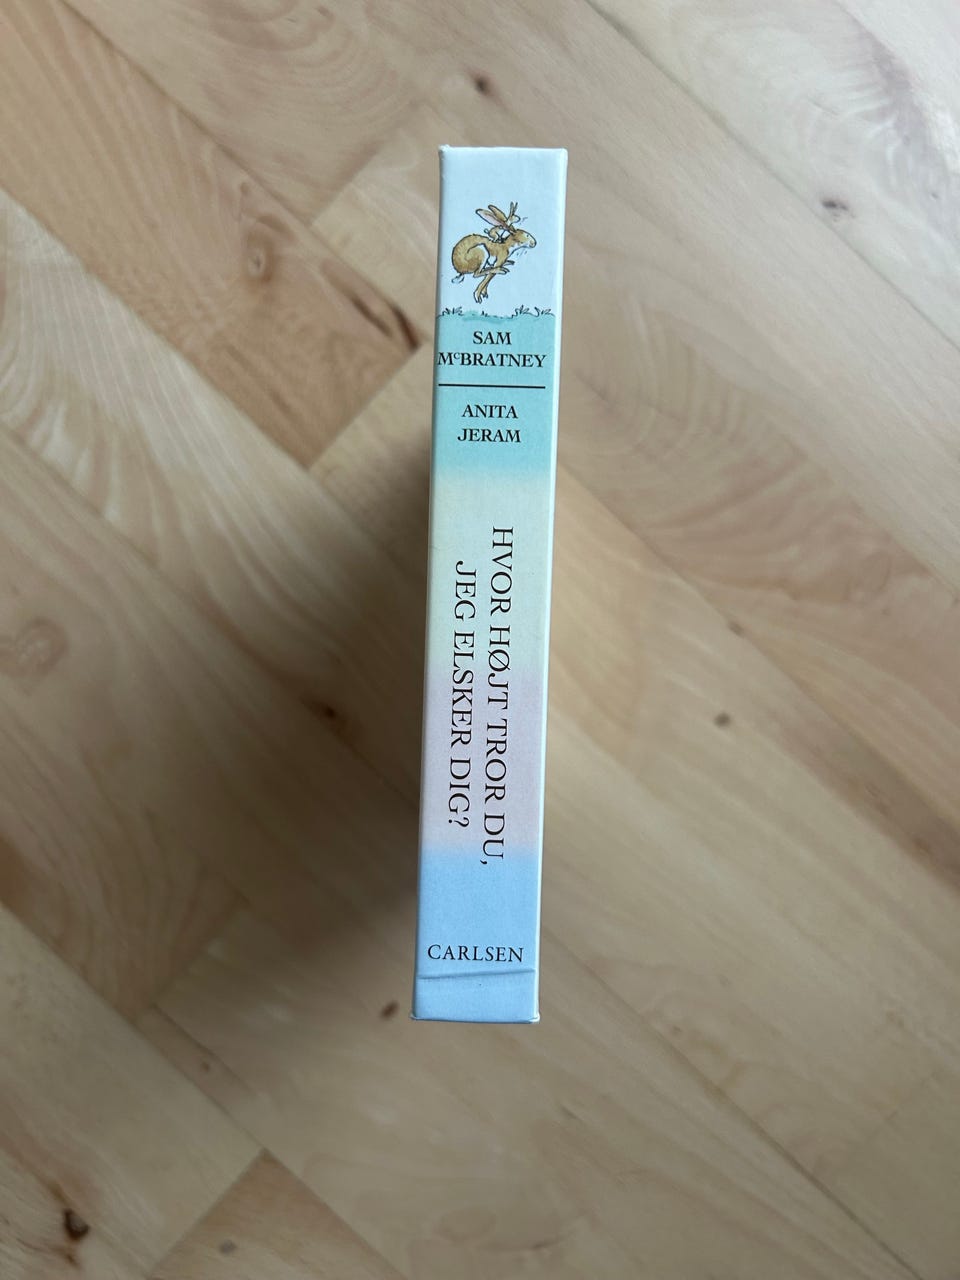 SAM
McBRATNEY
ANITA
JERAM
HVOR HØJT TROR DU,
JEG ELSKER DIG?
CARLSEN